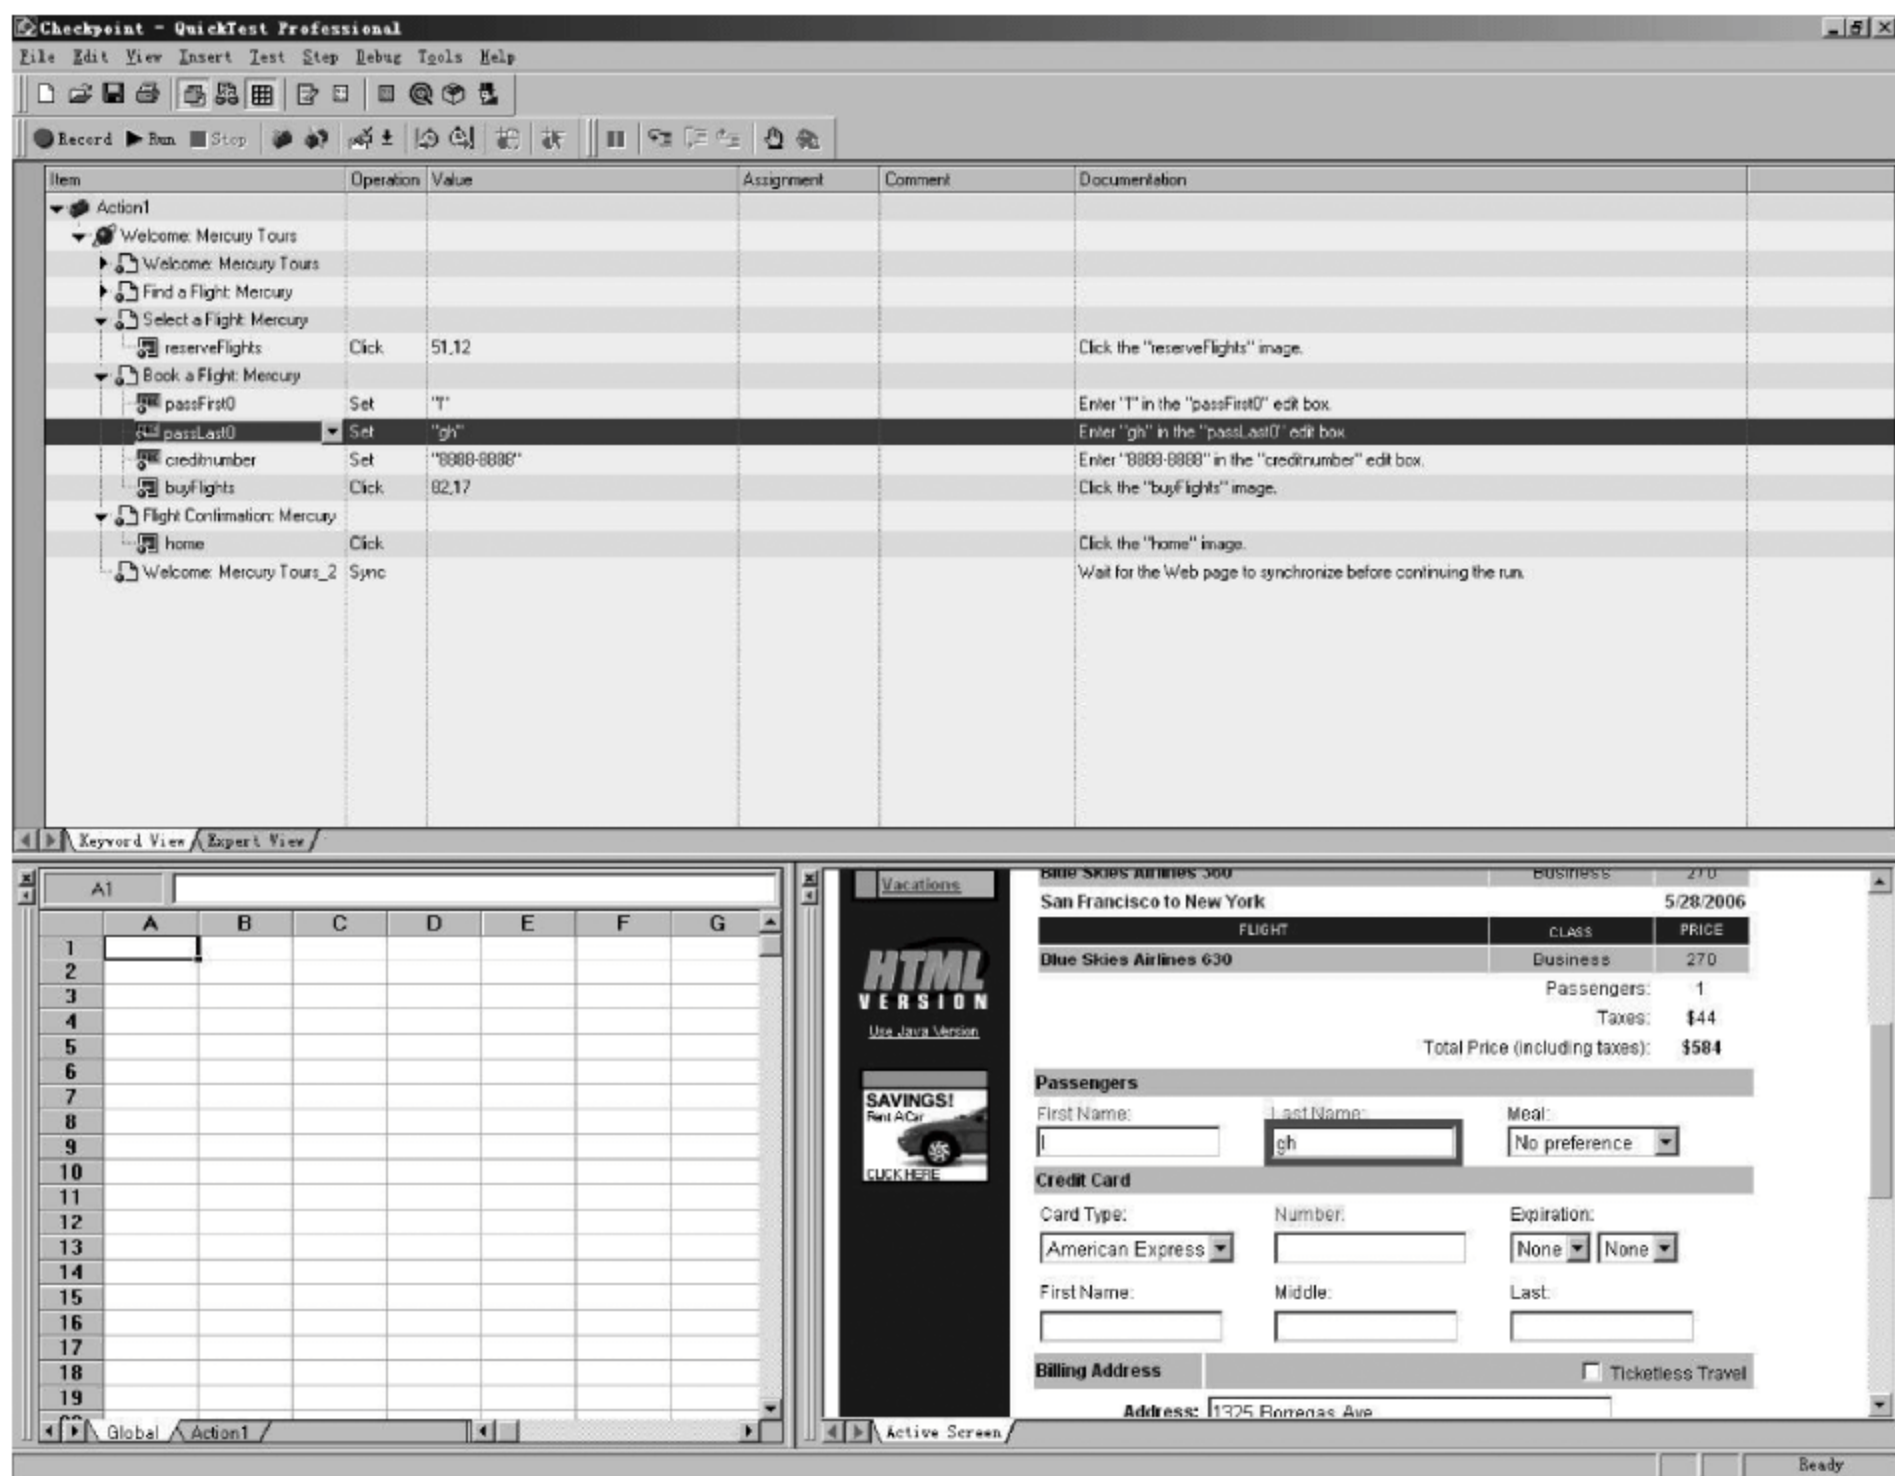 Checkpoint - QuickTest Professional
File Edit View Insert Test Step Debug Tools Help
Record Run Stop
Item Operation Value Assignment Comment Documentation
Action1
Welcome: Mercury Tours
Welcome: Mercury Tours
Find a Flight: Mercury
Select a Flight: Mercury
reserveFlights Click 51,12 Click the "reserveFlights" image.
Book a Flight: Mercury
passFirst0 Set Enter in the "passFirst0" edit box.
passLast0 Set "gh" Enter "gh" in the "passLast0" edit box.
creditnumber Set "8888-8888" Enter "8888-8888" in the "creditnumber" edit box.
buyFlights Click 82,17 Click the "buyFlights" image.
Flight Confirmation: Mercury
home Click Click the "home" image.
Welcome: Mercury Tours_2 Sync Wait for the Web page to synchronize before continuing the run.
Keyword View Expert View
A1
A B C D E F G
1
2
3
4
5
6
7
8
9
10
11
12
13
14
15
16
17
18
19
Global Action1
Vacations
HTML
VERSION
Use Java Version
SAVINGS!
Rent A Car
CLICK HERE
Blue Skies Airlines 360 Business 270
San Francisco to New York 5/28/2006
FLIGHT CLASS PRICE
Blue Skies Airlines 630 Business 270
Passengers: 1
Taxes: $44
Total Price (including taxes): $584
Passengers
First Name: Last Name: Meal:
gh No preference
Credit Card
Card Type: Number: Expiration:
American Express None None
First Name: Middle: Last:
Billing Address Ticketless Travel
Address: 1325 Borregas Ave
Active Screen
Ready